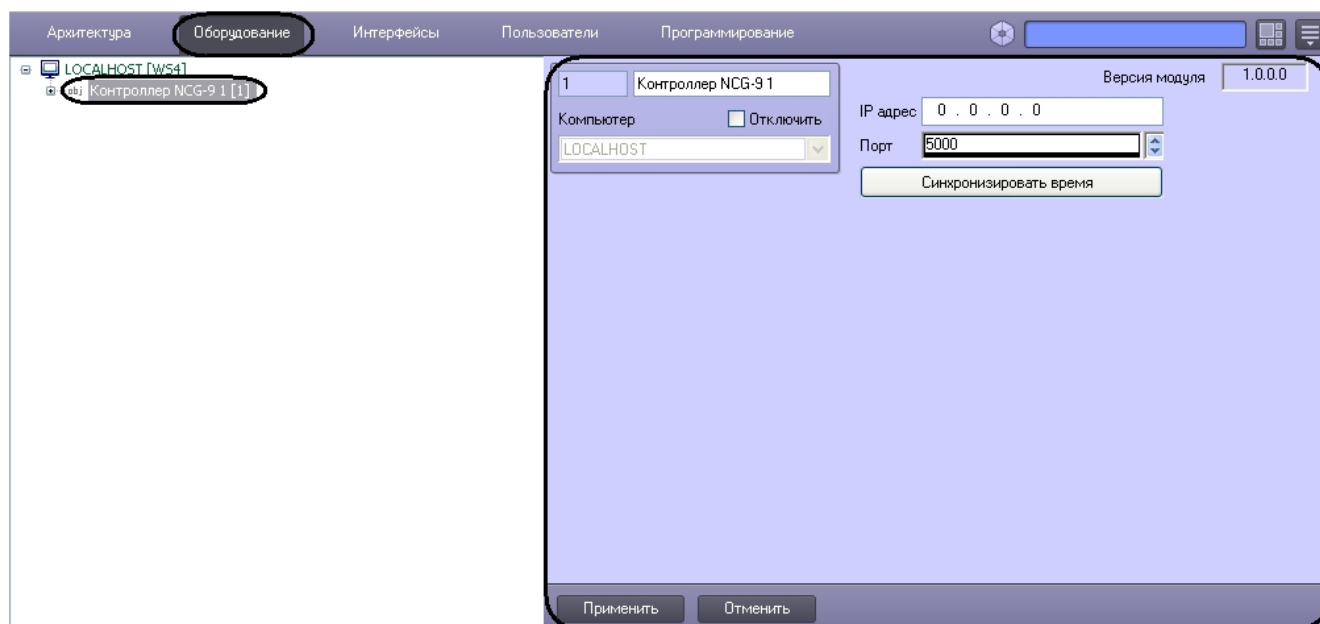 Архитектура Оборудование Интерфейсы Пользователи Программирование
LOCALHOST [WS4]
obj Контроллер NCG-9 1 [1]
1 Контроллер NCG-9 1
Компьютер Отключить
LOCALHOST
Версия модуля 1.0.0.0
IP адрес 0 . 0 . 0 . 0
Порт 5000
Синхронизировать время
Применить Отменить